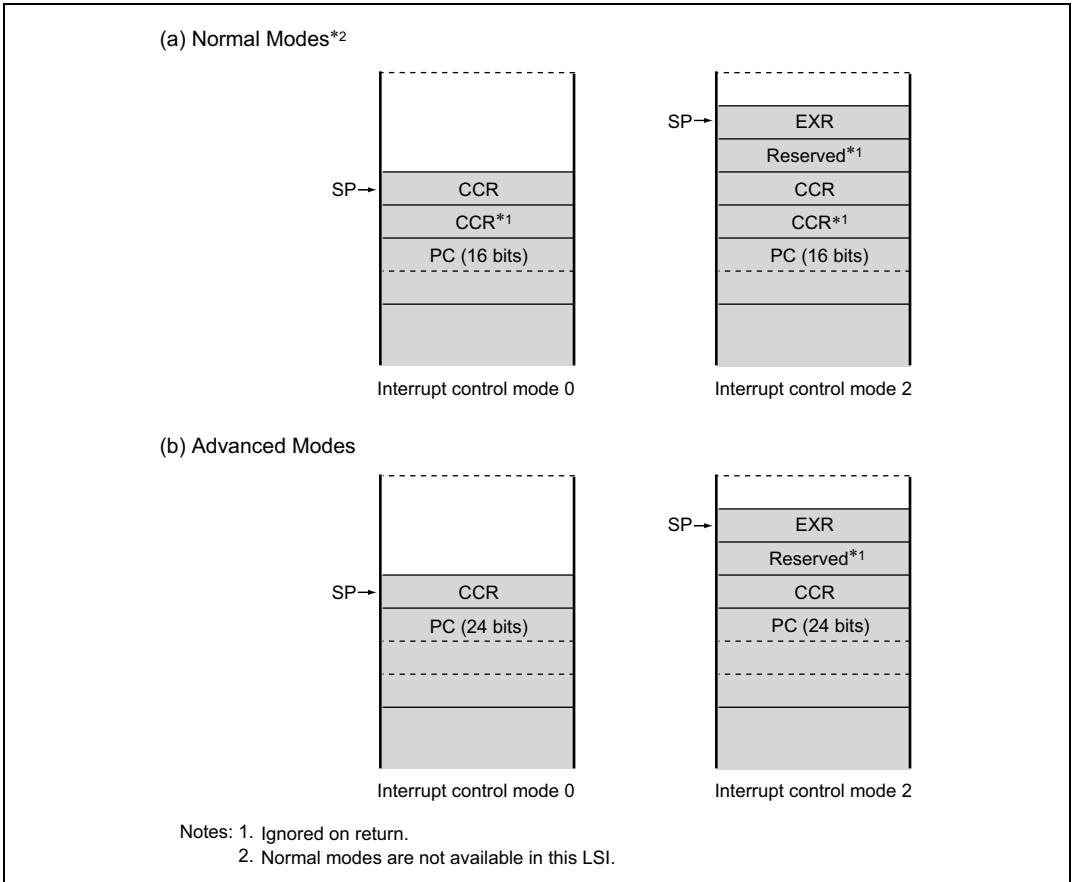 (a) Normal Modes*2
SP→ EXR
Reserved*1
SP→ CCR CCR
CCR*1 CCR*1
PC (16 bits) PC (16 bits)
Interrupt control mode 0 Interrupt control mode 2
(b) Advanced Modes
SP→ EXR
Reserved*1
SP→ CCR CCR
PC (24 bits) PC (24 bits)
Interrupt control mode 0 Interrupt control mode 2
Notes: 1. Ignored on return.
2. Normal modes are not available in this LSI.